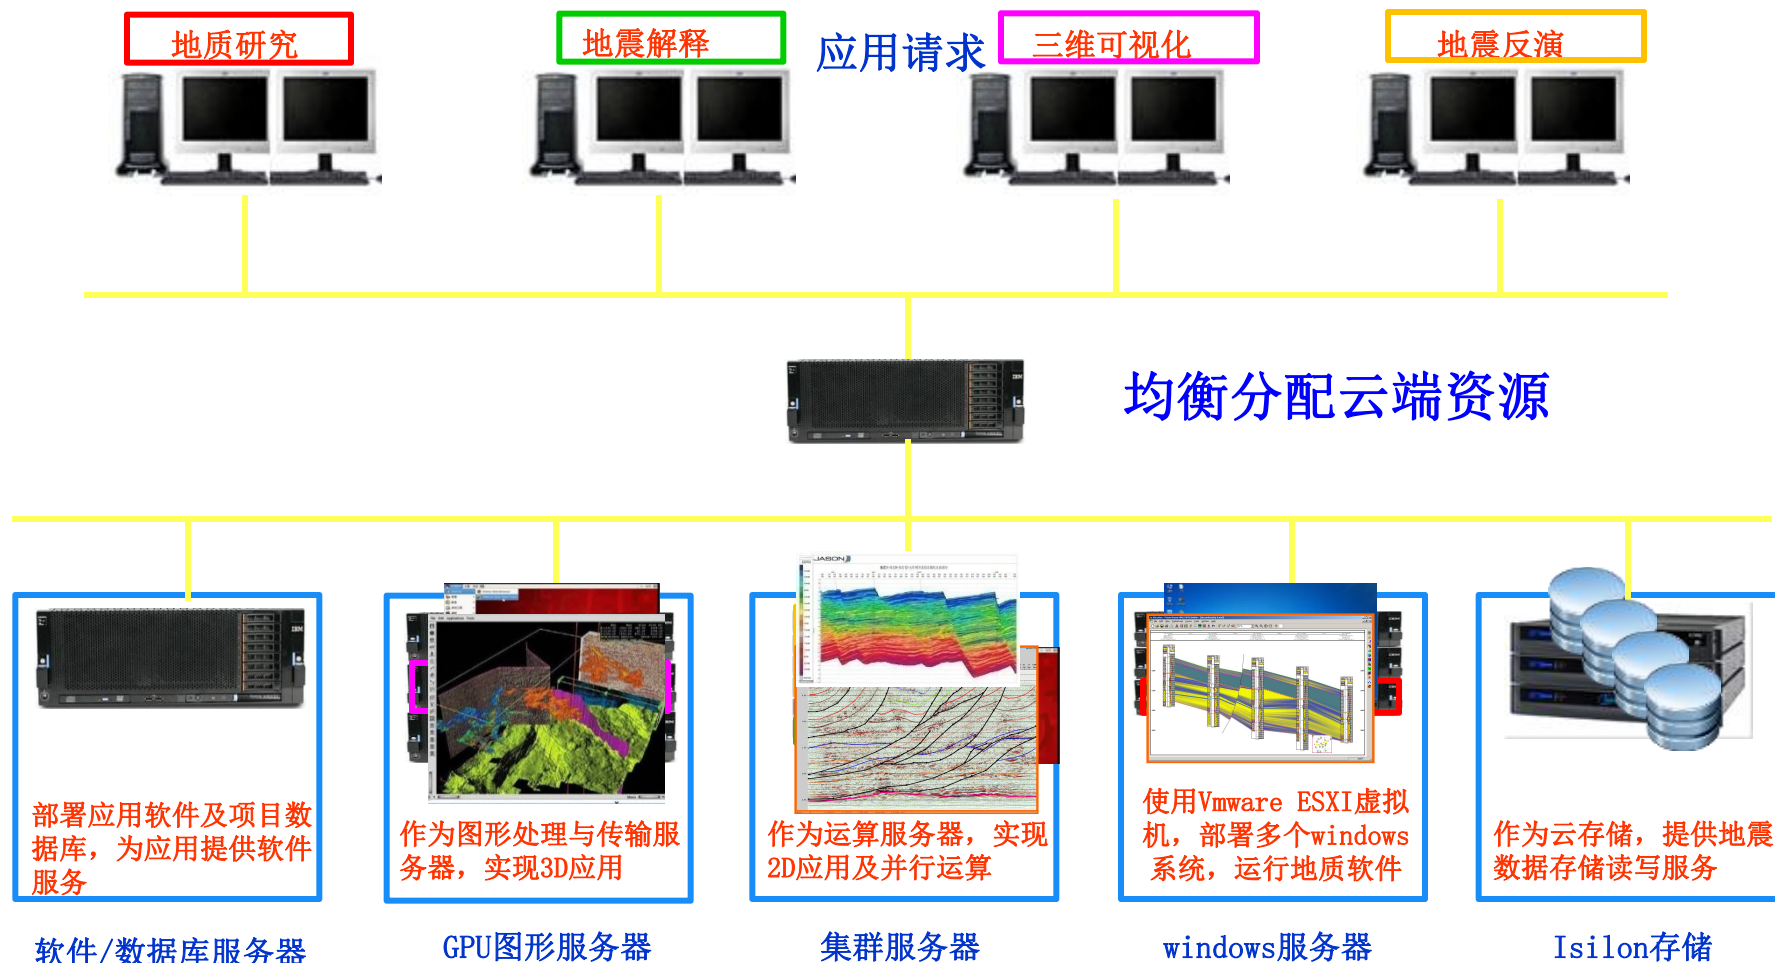 地质研究
地震解释
应用请求
三维可视化
地震反演
均衡分配云端资源
IBM
JASON
IBM
部署应用软件及项目数
据库，为应用提供软件
服务
作为图形处理与传输服
务器，实现3D应用
作为运算服务器，实现
2D应用及并行运算
使用Vmware ESXI虚拟
机，部署多个windows
系统，运行地质软件
作为云存储，提供地震
数据存储读写服务
软件/数据库服务器
GPU图形服务器
集群服务器
windows服务器
Isilon存储